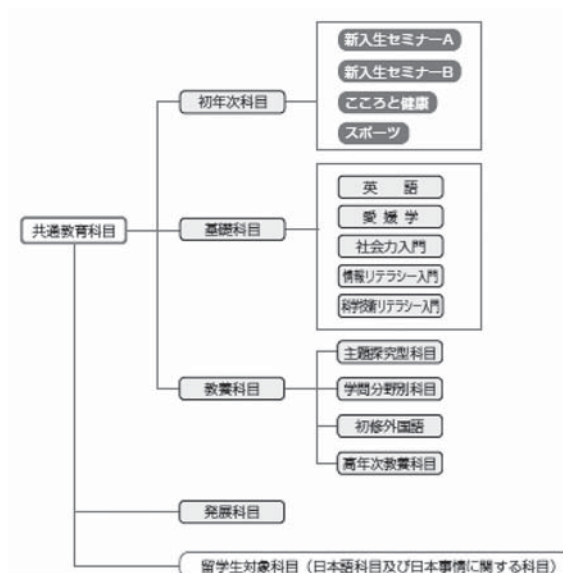 新入生セミナーA
新入生セミナーB
初年次科目
こころと健康
スポーツ
英 語
愛 媛 学
共通教育科目
基礎科目
社会力入門
情報リテラシー入門
科学技術リテラシー入門
主題探究型科目
教養科目
学問分野別科目
初修外国語
高年次教養科目
発展科目
留学生対象科目（日本語科目及び日本事情に関する科目）